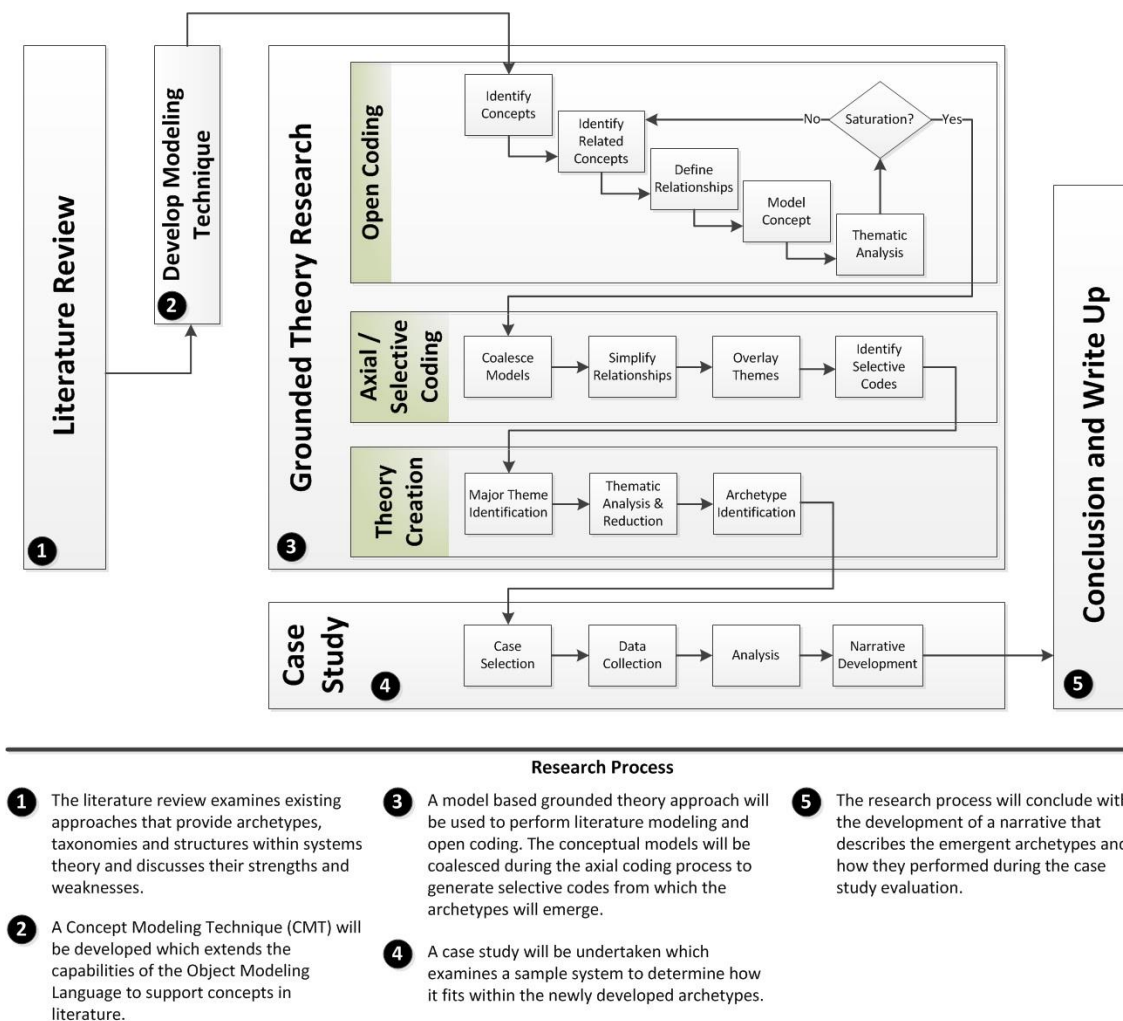 Literature Review
1
Develop Modeling
Technique
2
Grounded Theory Research
3
Open Coding
Identify
Concepts
Identify
Related
Concepts
Define
Relationships
Model
Concept
Thematic
Analysis
Saturation?
No
Yes
Axial /
Selective
Coding
Coalesce
Models
Simplify
Relationships
Overlay
Themes
Identify
Selective
Codes
Theory
Creation
Major Theme
Identification
Thematic
Analysis &
Reduction
Archetype
Identification
Case
Study
4
Case
Selection
Data
Collection
Analysis
Narrative
Development
Conclusion and Write Up
5
Research Process
1
The literature review examines existing
approaches that provide archetypes,
taxonomies and structures within systems
theory and discusses their strengths and
weaknesses.
2
A Concept Modeling Technique (CMT) will
be developed which extends the
capabilities of the Object Modeling
Language to support concepts in
literature.
3
A model based grounded theory approach will
be used to perform literature modeling and
open coding. The conceptual models will be
coalesced during the axial coding process to
generate selective codes from which the
archetypes will emerge.
4
A case study will be undertaken which
examines a sample system to determine how
it fits within the newly developed archetypes.
5
The research process will conclude
the development of a narrative that
describes the emergent archetypes
how they performed during the case
study evaluation.